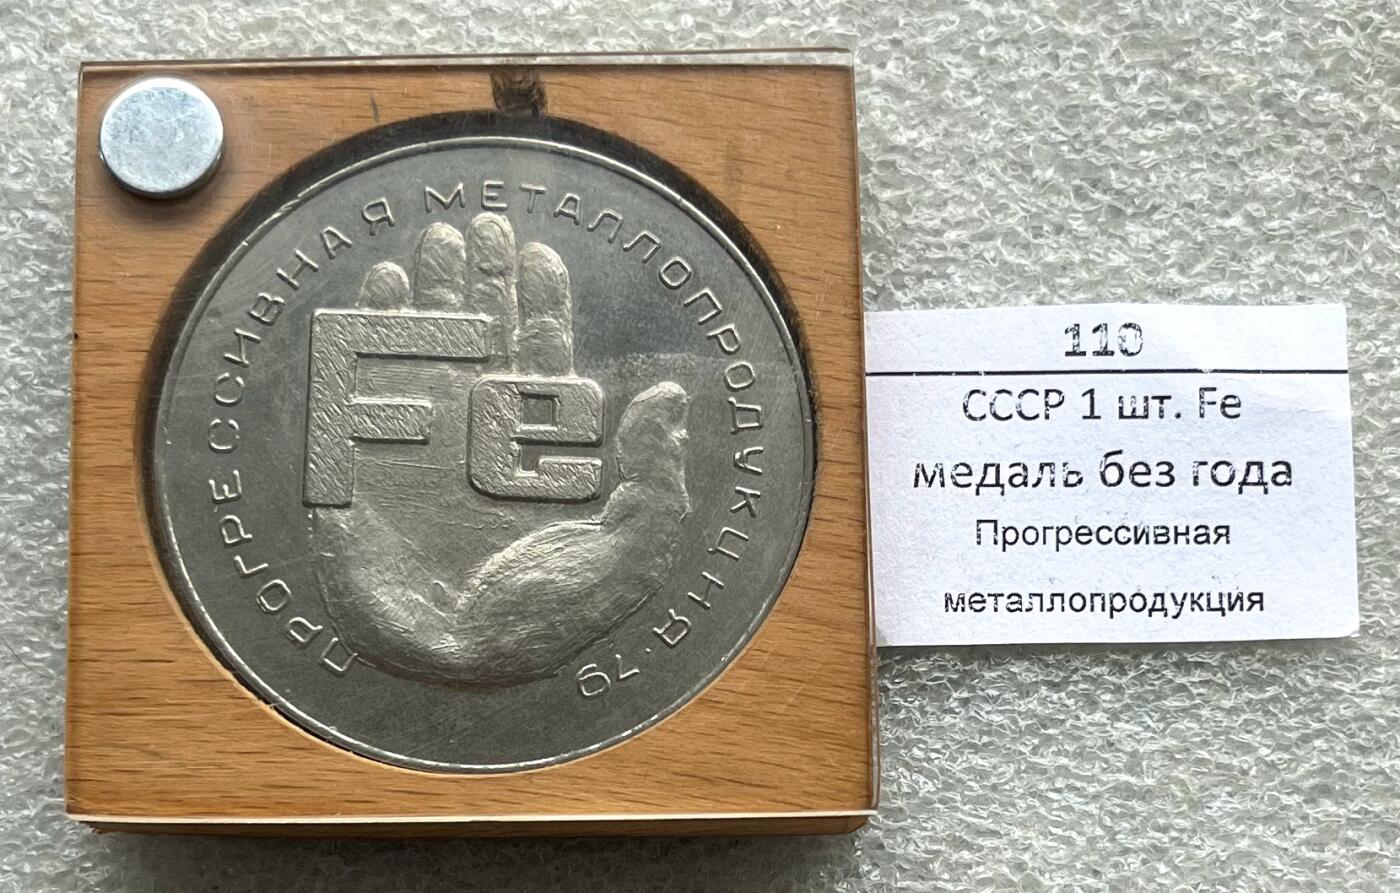 ПРОГРЕССИВНАЯ МЕТАЛЛОПРОДУКЦИЯ·79
Fe
110
СССР 1 шт. Fe
медаль без года
Прогрессивная
металлопродукция